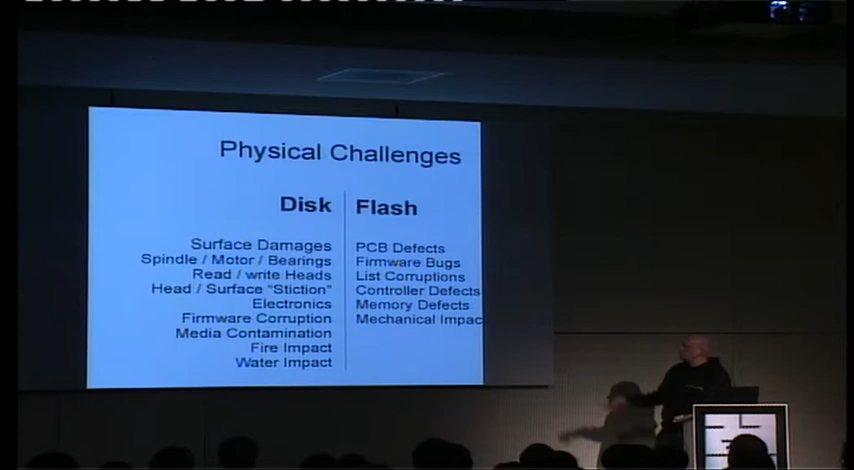 Physical Challenges
Disk
Surface Damages
Spindle / Motor / Bearings
Read / write Heads
Head / Surface "Stiction"
Electronics
Firmware Corruption
Media Contamination
Fire Impact
Water Impact
Flash
PCB Defects
Firmware Bugs
List Corruptions
Controller Defects
Memory Defects
Mechanical Impac